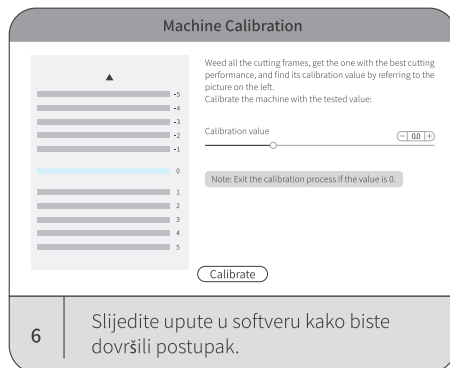 Machine Calibration
Weed all the cutting frames, get the one with the best cutting
performance, and find its calibration value by referring to the
picture on the left.
Calibrate the machine with the tested value:
-5
-4
-3
-2
-1
0
1
2
3
4
5
Calibration value
0.0
Note: Exit the calibration process if the value is 0.
Calibrate
6
Slijedite upute u softveru kako biste
dovršili postupak.